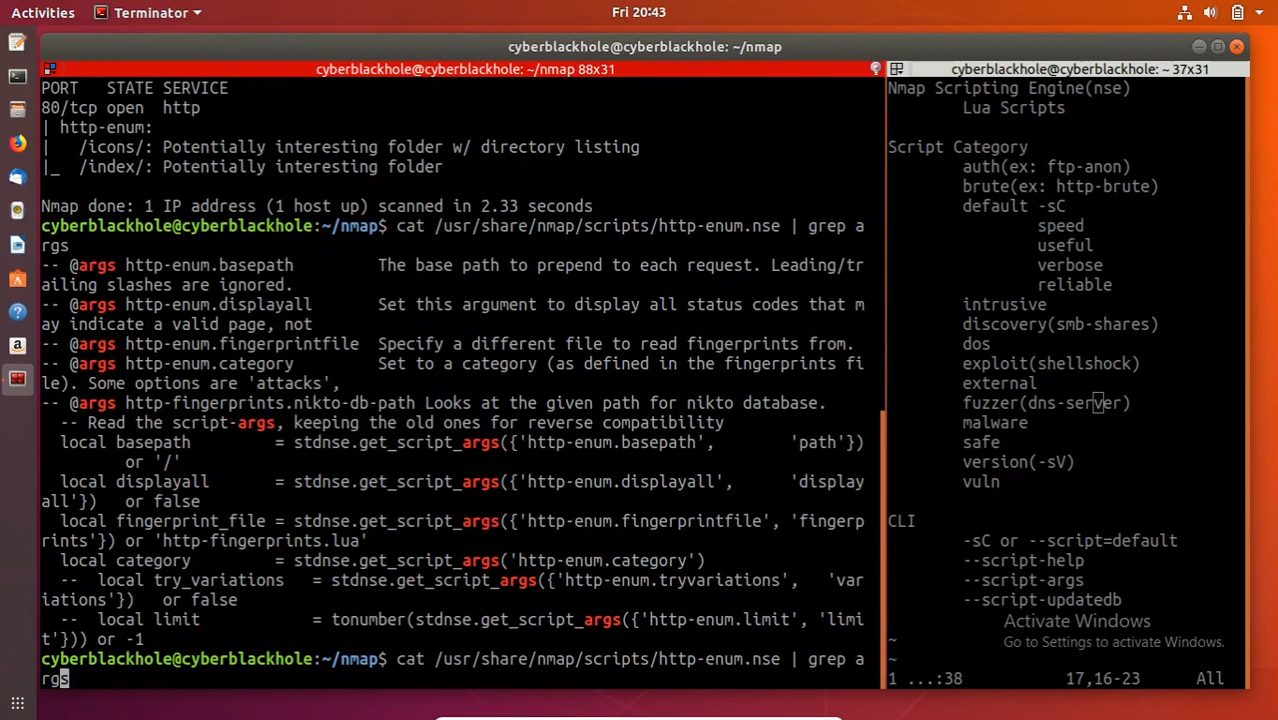 Activities
Terminator
Fri 20:43
cyberblackhole@cyberblackhole: ~/nmap
cyberblackhole@cyberblackhole: ~/nmap 88x31
PORT   STATE SERVICE
80/tcp open  http
| http-enum:
|   /icons/: Potentially interesting folder w/ directory listing
|_  /index/: Potentially interesting folder
Nmap done: 1 IP address (1 host up) scanned in 2.33 seconds
cyberblackhole@cyberblackhole:~/nmap$ cat /usr/share/nmap/scripts/http-enum.nse | grep a
rgs
-- @args http-enum.basepath         The base path to prepend to each request. Leading/tr
ailing slashes are ignored.
-- @args http-enum.displayall       Set this argument to display all status codes that m
ay indicate a valid page, not
-- @args http-enum.fingerprintfile  Specify a different file to read fingerprints from.
-- @args http-enum.category         Set to a category (as defined in the fingerprints fi
le). Some options are 'attacks',
-- @args http-fingerprints.nikto-db-path Looks at the given path for nikto database.
  -- Read the script-args, keeping the old ones for reverse compatibility
  local basepath         = stdnse.get_script_args({'http-enum.basepath',        'path'})
         or '/'
  local displayall       = stdnse.get_script_args({'http-enum.displayall',      'display
all'})   or false
  local fingerprint_file = stdnse.get_script_args({'http-enum.fingerprintfile', 'fingerp
rints'}) or 'http-fingerprints.lua'
  local category         = stdnse.get_script_args('http-enum.category')
  --  local try_variations   = stdnse.get_script_args({'http-enum.tryvariations',   'var
iations'})   or false
  --  local limit            = tonumber(stdnse.get_script_args({'http-enum.limit', 'limi
t'})) or -1
cyberblackhole@cyberblackhole:~/nmap$ cat /usr/share/nmap/scripts/http-enum.nse | grep a
rgs
cyberblackhole@cyberblackhole: ~ 37x31
Nmap Scripting Engine(nse)
Lua Scripts
Script Category
auth(ex: ftp-anon)
brute(ex: http-brute)
default -sC
speed
useful
verbose
reliable
intrusive
discovery(smb-shares)
dos
exploit(shellshock)
external
fuzzer(dns-server)
malware
safe
version(-sV)
vuln
CLI
-sC or --script=default
--script-help
--script-args
--script-updatedb
Activate Windows
~ Go to Settings to activate Windows.
~
1 ...:38 17,16-23 All